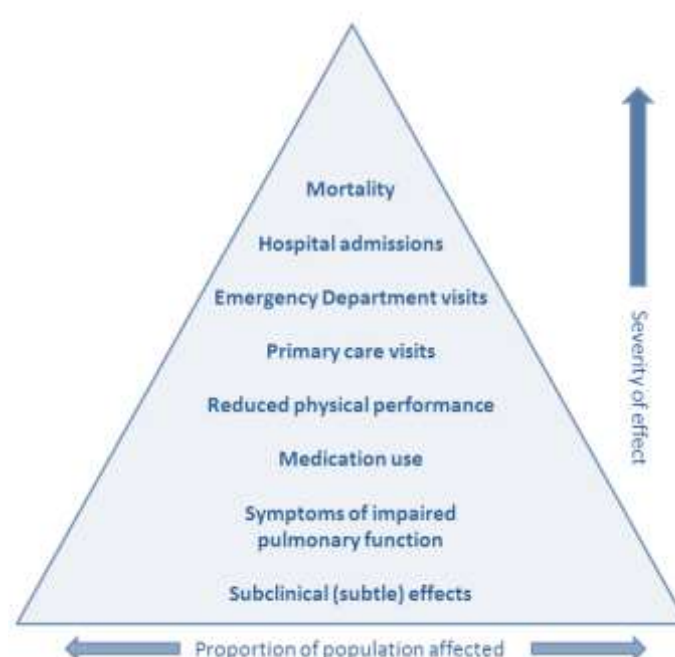 Mortality
Hospital admissions
Emergency Department visits
Primary care visits
Reduced physical performance
Medication use
Symptoms of impaired
pulmonary function
Subclinical (subtle) effects
Severity of effect
Proportion of population affected